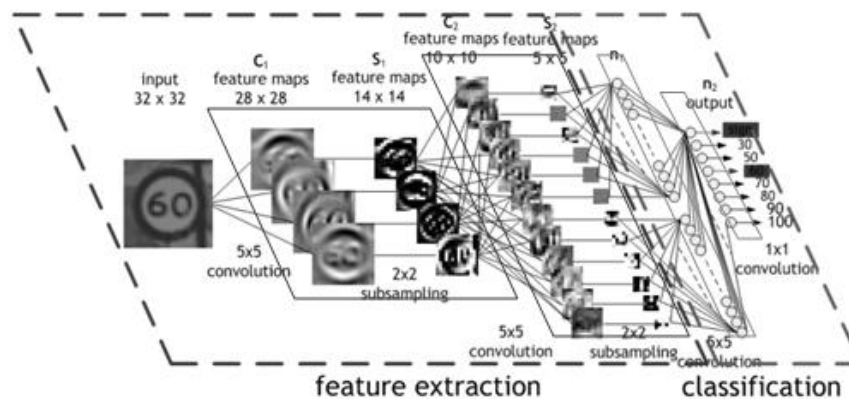 input
32 x 32
C1
feature maps
28 x 28
S1
feature maps
14 x 14
C2
feature maps
10 x 10
S2
feature maps
5 x 5
n1
n2
output
60
sign
30
50
60
70
80
90
100
5x5
convolution
2x2
subsampling
5x5
convolution
2x2
subsampling
6x5
convolution
1x1
convolution
feature extraction
classification